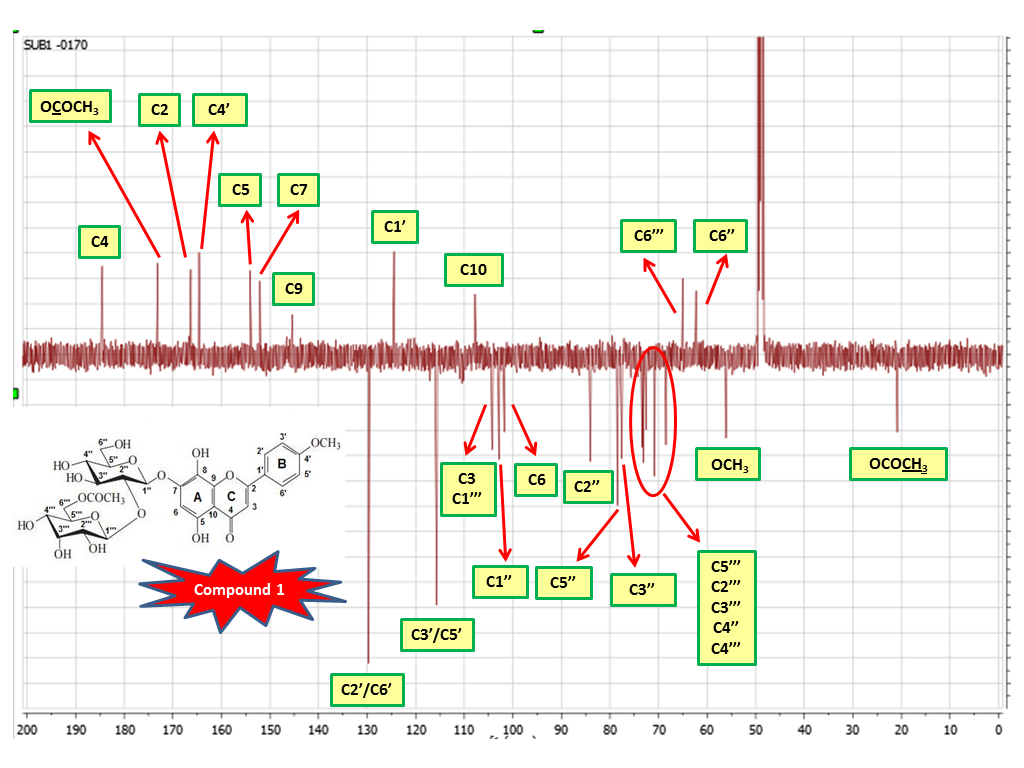 SUB1 -0170
OCOCH₃
C2
C4’
C5
C7
C4
C9
C1’
C10
C6’’’
C6’’
C3
C1’’’
C6
C2’’
OCH₃
OCOCH₃
C1’’
C5’’
C3’’
C5’’’
C2’’’
C3’’’
C4’’
C4’’’
C3’/C5’
C2’/C6’
6'' OH
4'' 5'' 2''
HO
HO 3'' 1''
6''' OCOCH₃
4''' 5'''
HO 3''' 2''' 1'''
OH OH
O
O
OH
8 9 O
7 A C 2
6 5 10 4 3
OH O
1' 2' 3' B 4' 5' 6'
OCH₃
Compound 1
200 190 180 170 160 150 140 130 120 110 100 90 80 70 60 50 40 30 20 10 0